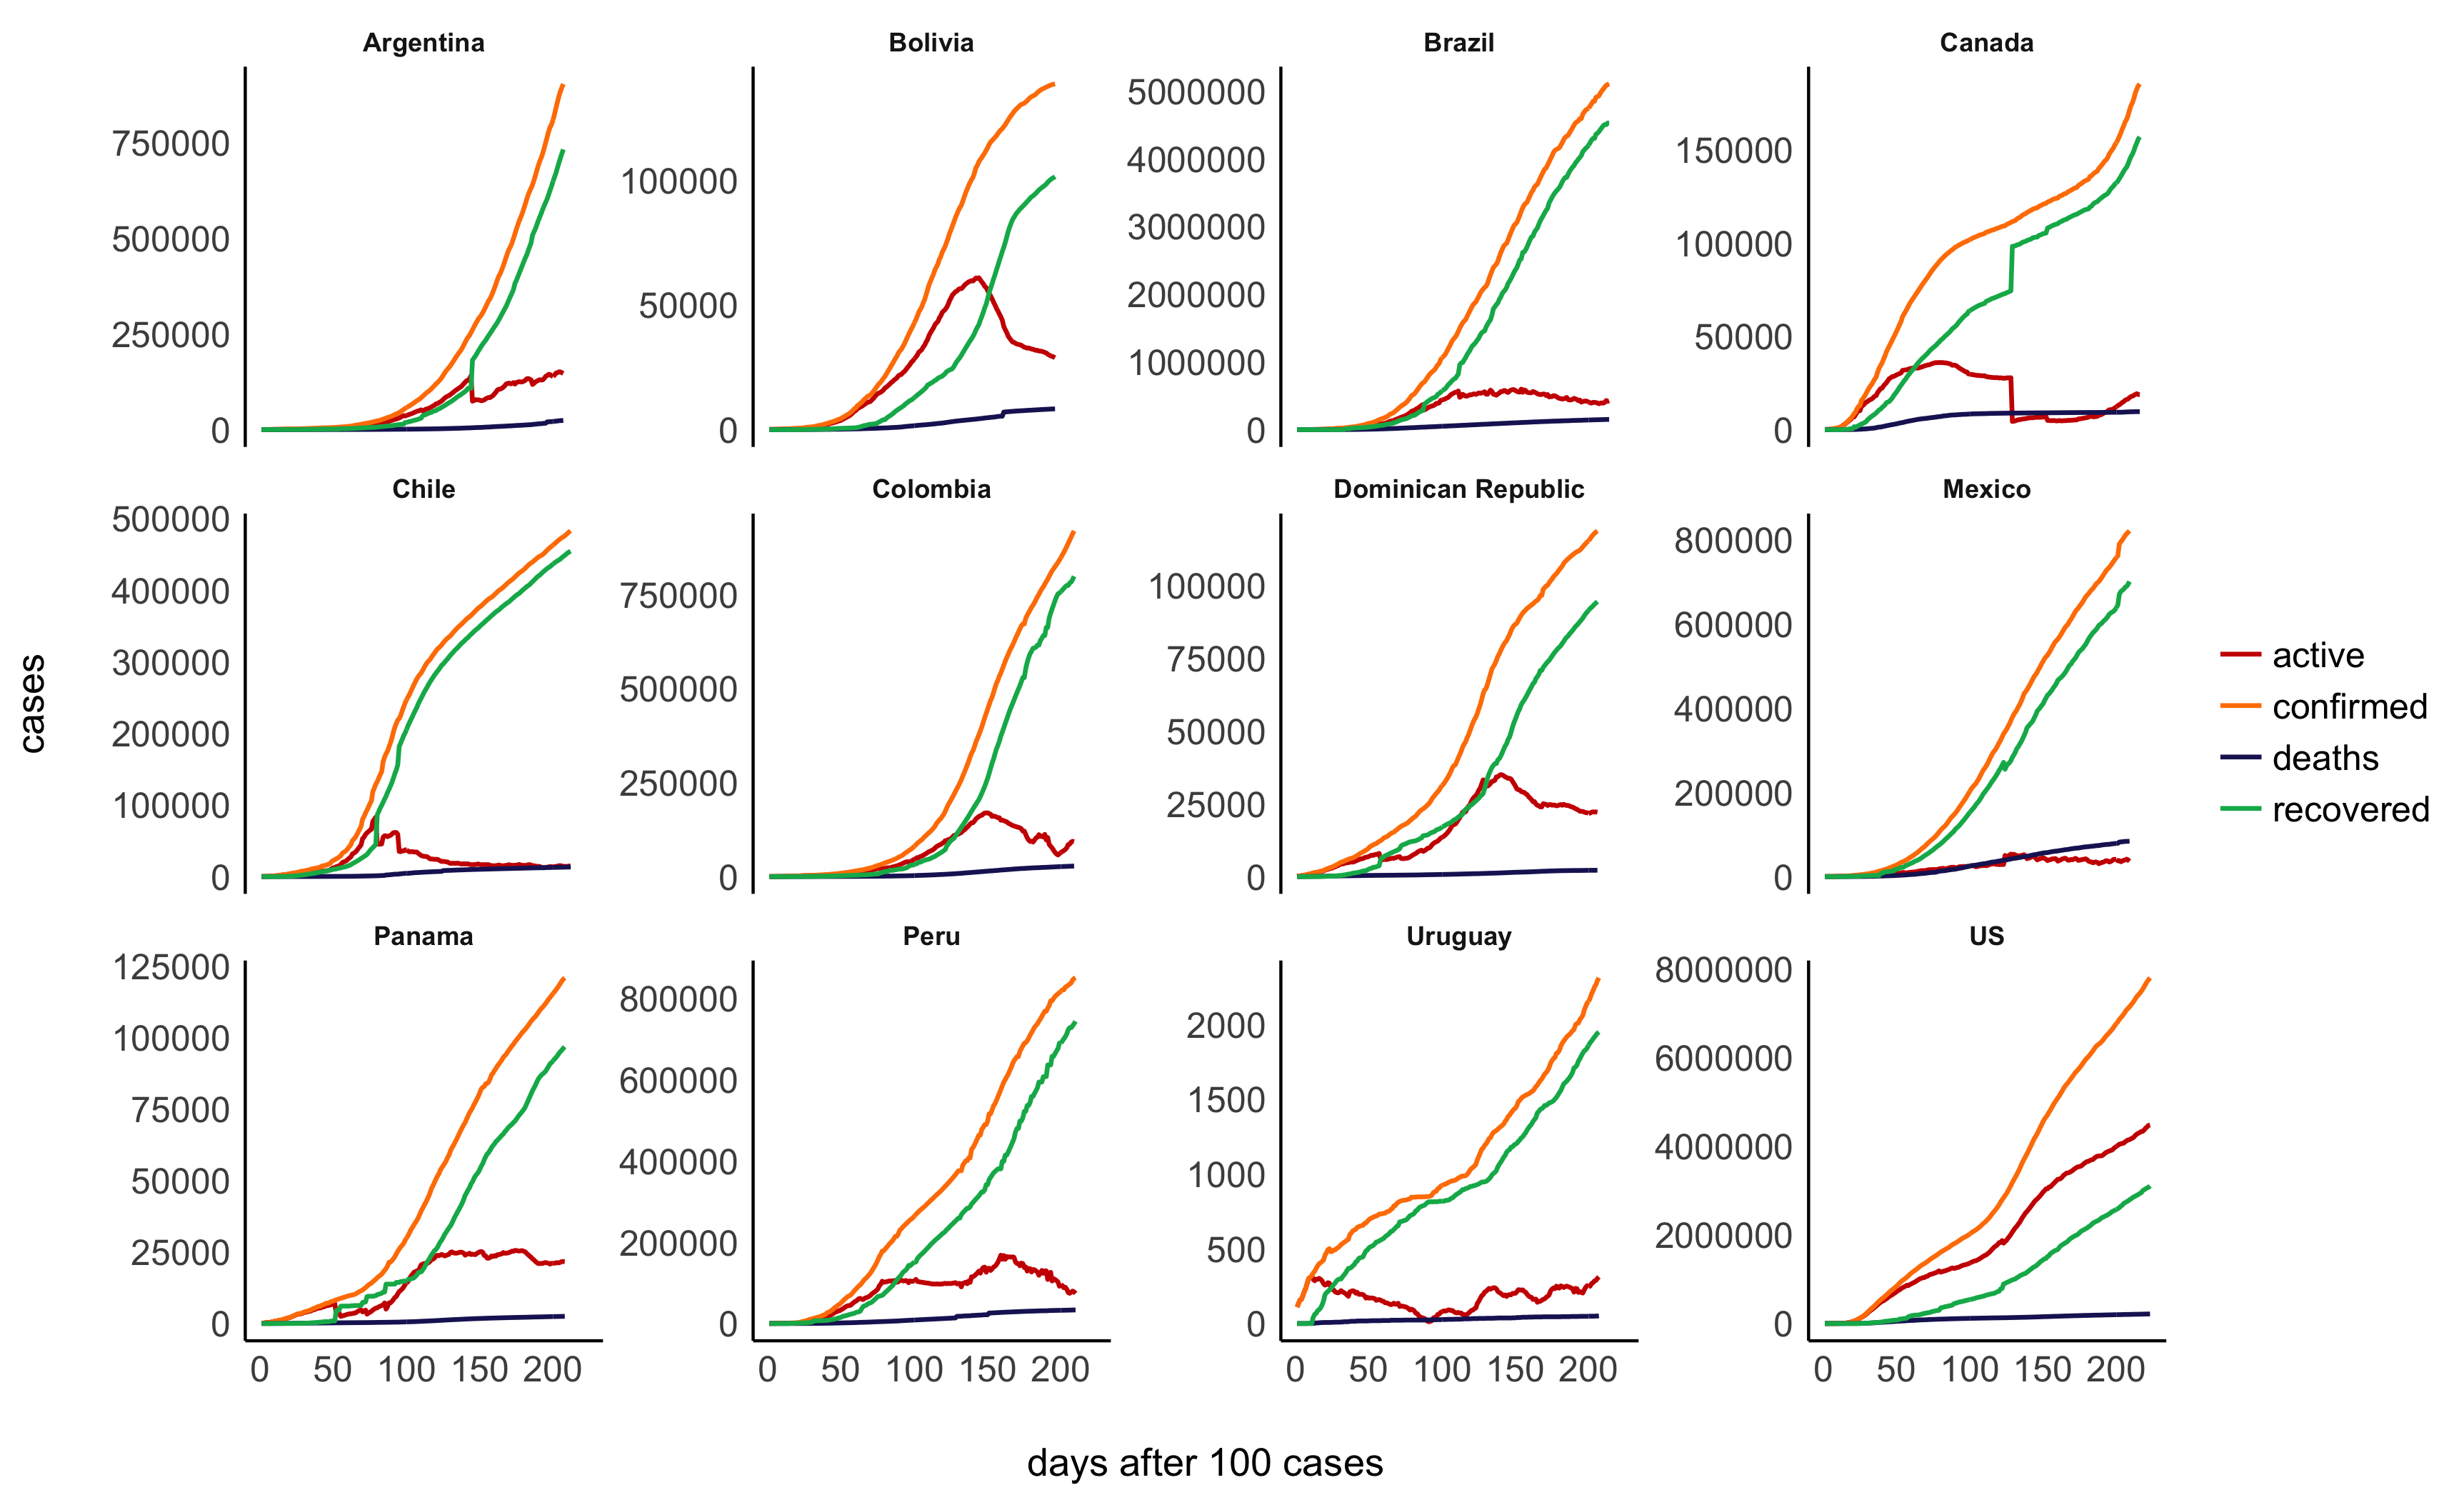 Argentina
Bolivia
Brazil
Canada
750000
500000
250000
0
100000
50000
0
5000000
4000000
3000000
2000000
1000000
0
150000
100000
50000
0
Chile
Colombia
Dominican Republic
Mexico
500000
400000
300000
200000
100000
0
750000
500000
250000
0
100000
75000
50000
25000
0
800000
600000
400000
200000
0
Panama
Peru
Uruguay
US
125000
100000
75000
50000
25000
0
800000
600000
400000
200000
0
2000
1500
1000
500
0
8000000
6000000
4000000
2000000
0
0 50 100 150 200
0 50 100 150 200
0 50 100 150 200
0 50 100 150 200
days after 100 cases
cases
active
confirmed
deaths
recovered